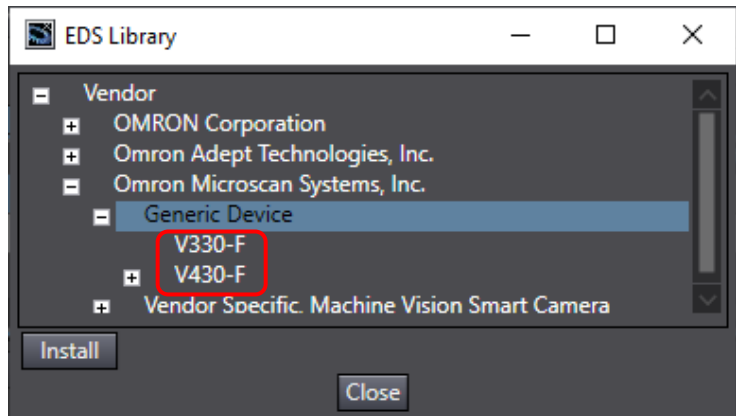 EDS Library
Vendor
OMRON Corporation
Omron Adept Technologies, Inc.
Omron Microscan Systems, Inc.
Generic Device
V330-F
V430-F
Vendor Specific. Machine Vision Smart Camera
Install
Close